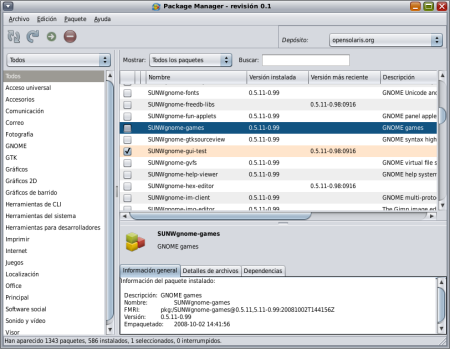 Package Manager - revisión 0.1
Archivo Edición Paquete Ayuda
Depósito: opensolaris.org
Todos Mostrar: Todos los paquetes Buscar:
Nombre Versión instalada Versión más reciente Descripción
Todos
Acceso universal
Accesorios
Comunicación
Correo
Fotografía
GNOME
GTK
Gráficos
Gráficos 2D
Gráficos de barrido
Herramientas de CLI
Herramientas del sistema
Herramientas para desarrolladores
Imprimir
Internet
Juegos
Localización
Office
Principal
Software social
Sonido y vídeo
Visor
SUNWgnome-fonts 0.5.11-0.99 GNOME Unicode an
SUNWgnome-freedb-libs 0.5.11-0.98:0916
SUNWgnome-fun-applets 0.5.11-0.99 GNOME panel apple
SUNWgnome-games 0.5.11-0.99 GNOME games
SUNWgnome-gtksourceview 0.5.11-0.99 GNOME syntax high
SUNWgnome-gui-test 0.5.11-0.98:0916
SUNWgnome-gvfs 0.5.11-0.99 GNOME virtual file s
SUNWgnome-help-viewer 0.5.11-0.99 GNOME help system
SUNWgnome-hex-editor 0.5.11-0.98:0916
SUNWgnome-im-client 0.5.11-0.99 GNOME multi-proto
SUNWgnome-img-editor 0.5.11-0.99 The Gimp image ed
SUNWgnome-games
GNOME games
Información general Detalles de archivos Dependencias
Información del paquete instalado:
Descripción: GNOME games
Nombre: SUNWgnome-games
FMRI: pkg:/SUNWgnome-games@0.5.11,5.11-0.99:20081002T144156Z
Versión: 0.5.11-0.99
Empaquetado: 2008-10-02 14:41:56
Han aparecido 1343 paquetes, 586 instalados, 1 seleccionados, 0 interrumpidos.